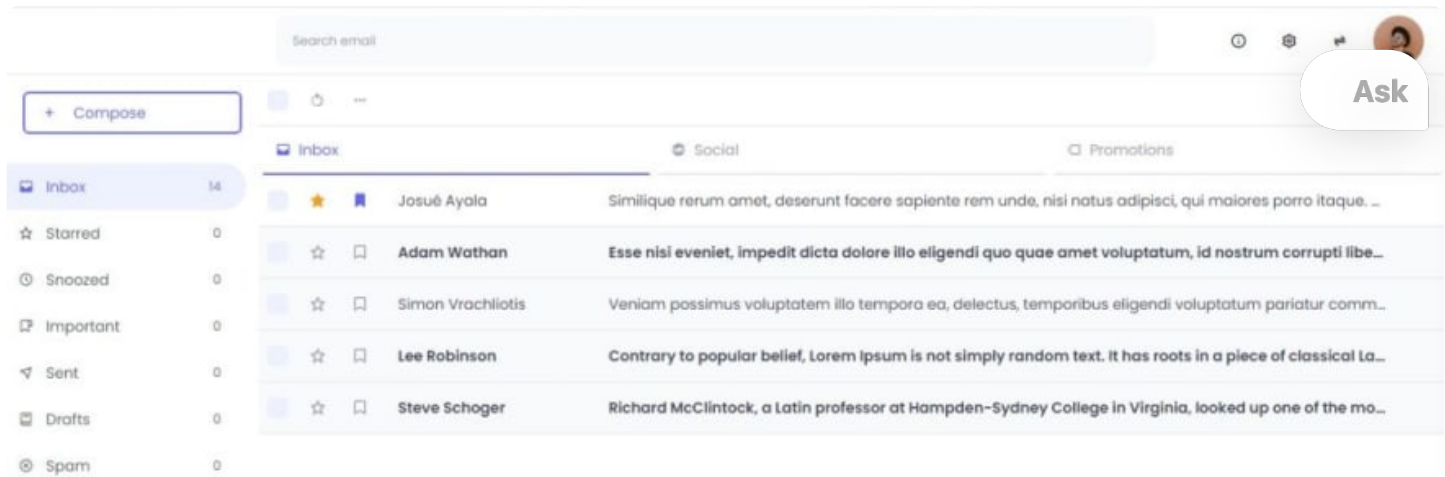 Search email
Ask
+ Compose
Inbox Social Promotions
Inbox 14
Starred 0
Snoozed 0
Important 0
Sent 0
Drafts 0
Spam 0
Josué Ayala Similique rerum amet, deserunt facere sapiente rem unde, nisi natus adipisci, qui maiores porro itaque. ...
Adam Wathan Esse nisi eveniet, impedit dicta dolore illo eligendi quo quae amet voluptatum, id nostrum corrupti libe...
Simon Vrachliotis Veniam possimus voluptatem illo tempora ea, delectus, temporibus eligendi voluptatum pariatur comm...
Lee Robinson Contrary to popular belief, Lorem Ipsum is not simply random text. It has roots in a piece of classical La...
Steve Schoger Richard McClintock, a Latin professor at Hampden-Sydney College in Virginia, looked up one of the mo...